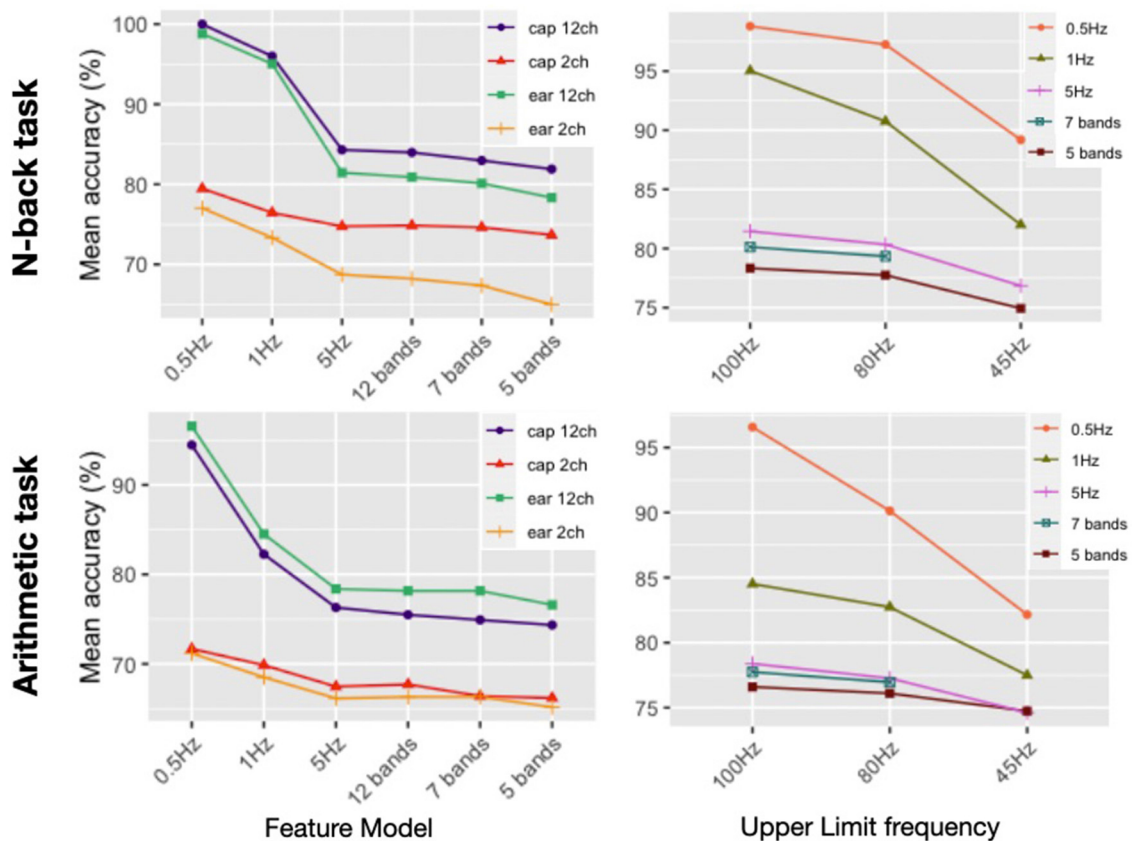 N-back task
Mean accuracy (%)
100
90
80
70
cap 12ch
cap 2ch
ear 12ch
ear 2ch
0.5Hz
1Hz
5Hz
12 bands
7 bands
5 bands
95
90
85
80
75
0.5Hz
1Hz
5Hz
7 bands
5 bands
100Hz
80Hz
45Hz
Arithmetic task
Mean accuracy (%)
90
80
70
cap 12ch
cap 2ch
ear 12ch
ear 2ch
0.5Hz
1Hz
5Hz
12 bands
7 bands
5 bands
Feature Model
95
90
85
80
75
0.5Hz
1Hz
5Hz
7 bands
5 bands
100Hz
80Hz
45Hz
Upper Limit frequency